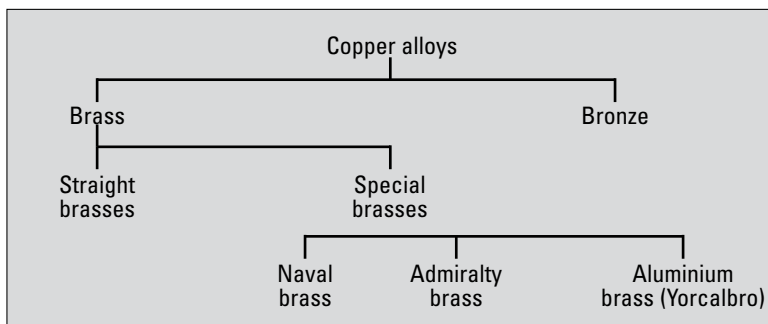 Copper alloys
Brass Bronze
Straight Special
brasses brasses
Naval Admiralty Aluminium
brass brass brass (Yorcalbro)